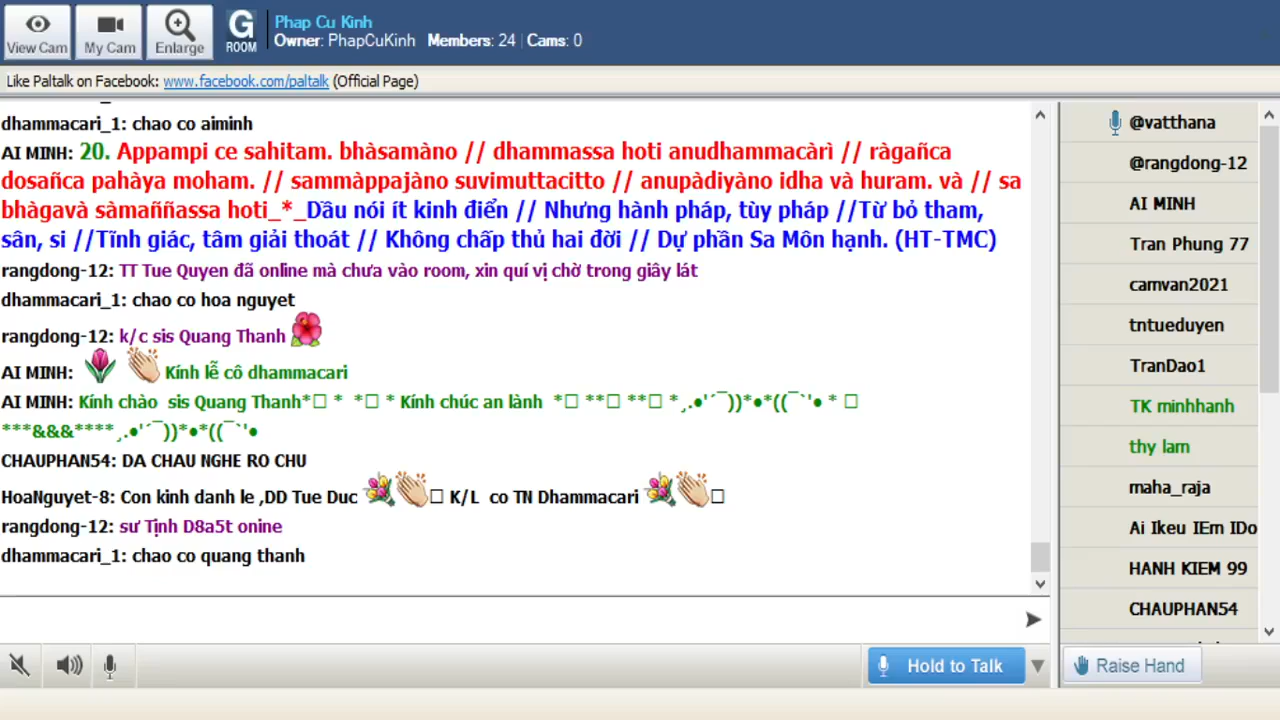 View Cam
My Cam
Enlarge
G
ROOM
Phap Cu Kinh
Owner: PhapCuKinh Members: 24 | Cams: 0
Like Paltalk on Facebook: www.facebook.com/paltalk (Official Page)
dhammacari_1: chao co aiminh
AI MINH: 20. Appampi ce sahitam. bhàsamàno // dhammassa hoti anudhammacàrì // ràgañca
dosañca pahàya moham. // sammàppajàno suvimuttacitto // anupàdiyàno idha và huram. và // sa
bhàgavà sàmaññassa hoti_*_Dầu nói ít kinh điển // Nhưng hành pháp, tùy pháp //Từ bỏ tham,
sân, si //Tĩnh giác, tâm giải thoát // Không chấp thủ hai đời // Dự phần Sa Môn hạnh. (HT-TMC)
rangdong-12: TT Tue Quyen đã online mà chưa vào room, xin quí vị chờ trong giây lát
dhammacari_1: chao co hoa nguyet
rangdong-12: k/c sis Quang Thanh
AI MINH: Kính lễ cô dhammacari
AI MINH: Kính chào sis Quang Thanh*□ * *□ * Kính chúc an lành *□ **□ **□ *¸.●'´¯))*●*((¯`'● * □
***&&&****¸.●'´¯))*●*((¯`'●
CHAUPHAN54: DA CHAU NGHE RO CHU
HoaNguyet-8: Con kinh danh le ,DD Tue Duc □ K/L co TN Dhammacari □
rangdong-12: sư Tịnh D8a5t onine
dhammacari_1: chao co quang thanh
@vatthana
@rangdong-12
AI MINH
Tran Phung 77
camvan2021
tntueduyen
TranDao1
TK minhhanh
thy lam
maha_raja
Ai Ikeu IEm IDo
HANH KIEM 99
CHAUPHAN54
Hold to Talk
Raise Hand